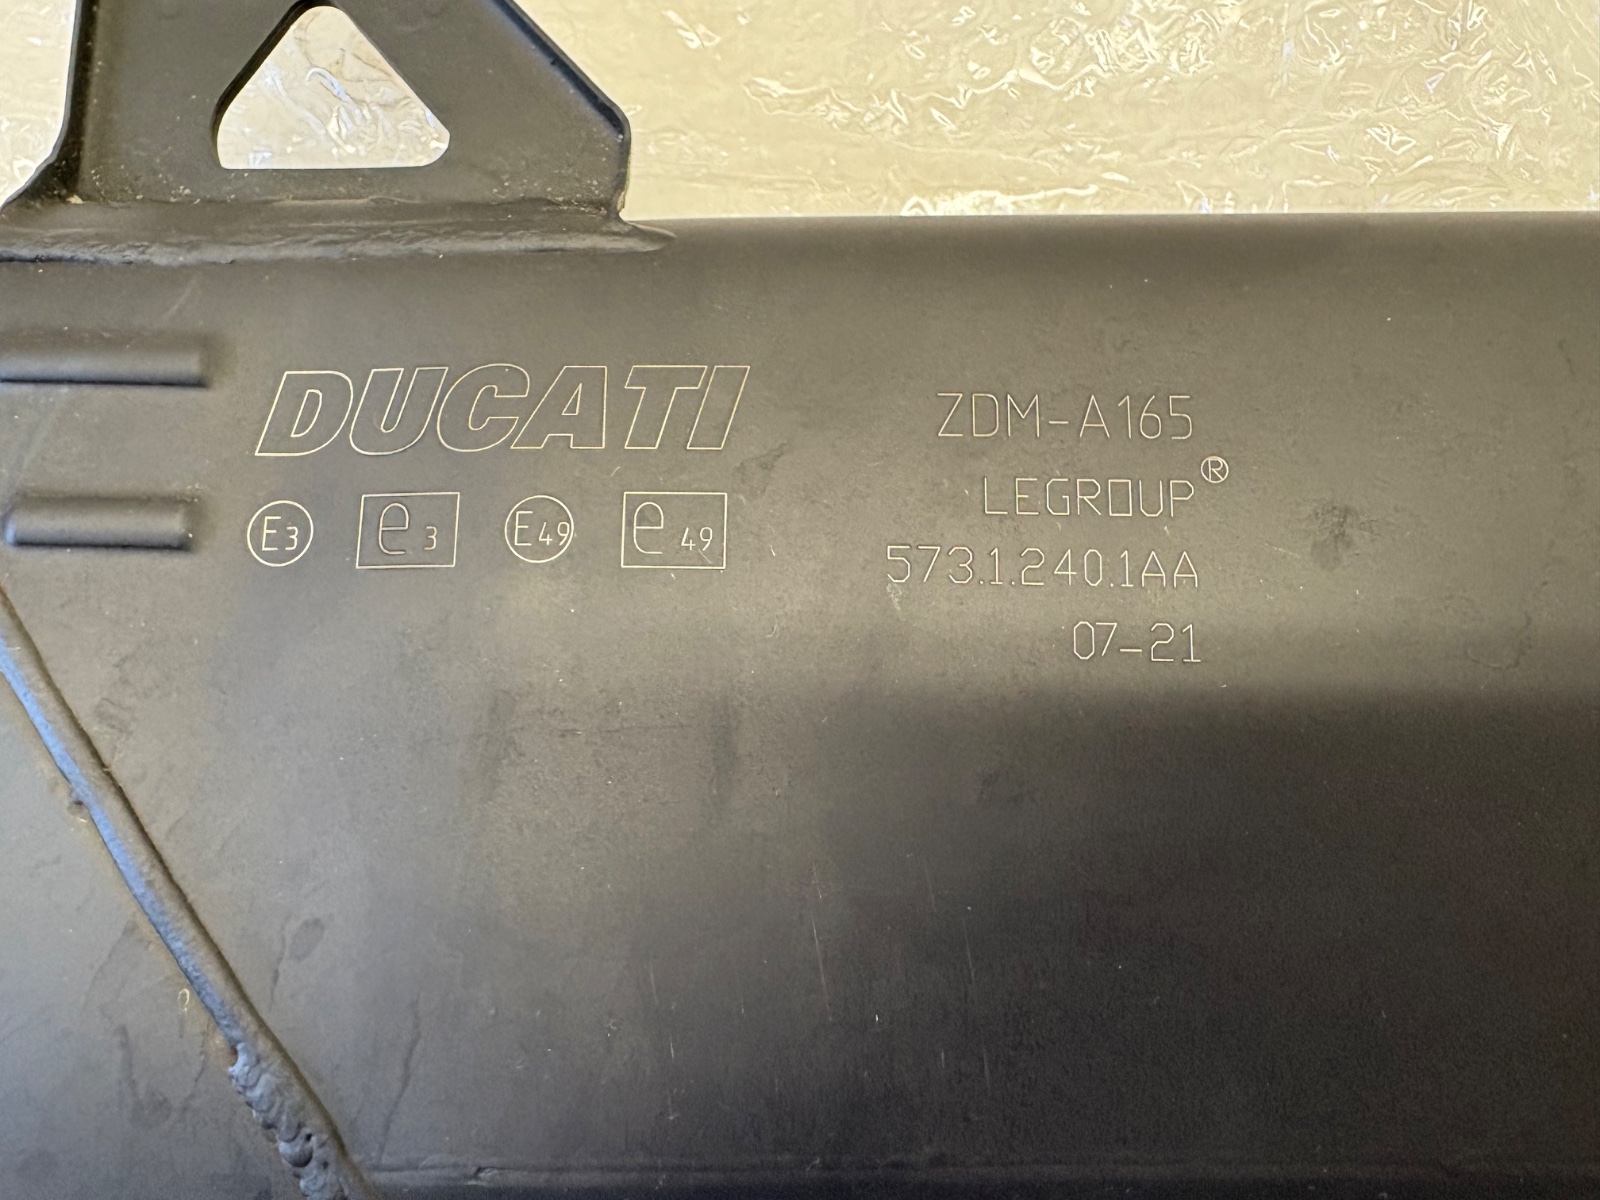 DUCATI
E3 e3 E49 e49
ZDM-A165
LEGROUP®
573.1.240.1AA
07-21